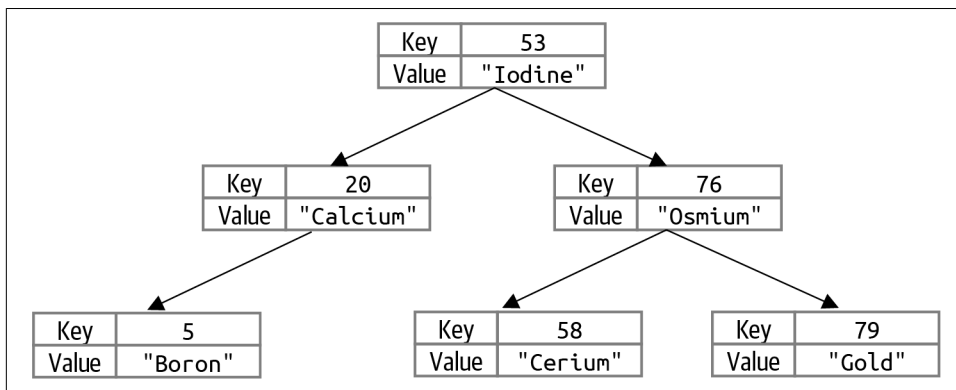 Key 53
Value "Iodine"
Key 20
Value "Calcium"
Key 76
Value "Osmium"
Key 5
Value "Boron"
Key 58
Value "Cerium"
Key 79
Value "Gold"